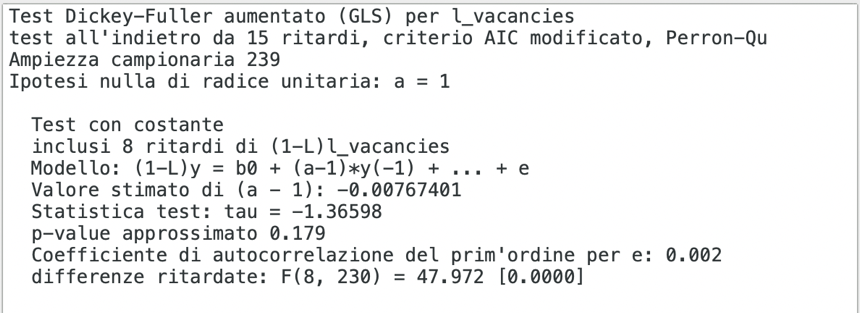 Test Dickey-Fuller aumentato (GLS) per l_vacancies
test all'indietro da 15 ritardi, criterio AIC modificato, Perron-Qu
Ampiezza campionaria 239
Ipotesi nulla di radice unitaria: a = 1
Test con costante
inclusi 8 ritardi di (1-L)l_vacancies
Modello: (1-L)y = b0 + (a-1)*y(-1) + ... + e
Valore stimato di (a - 1): -0.00767401
Statistica test: tau = -1.36598
p-value approssimato 0.179
Coefficiente di autocorrelazione del prim'ordine per e: 0.002
differenze ritardate: F(8, 230) = 47.972 [0.0000]